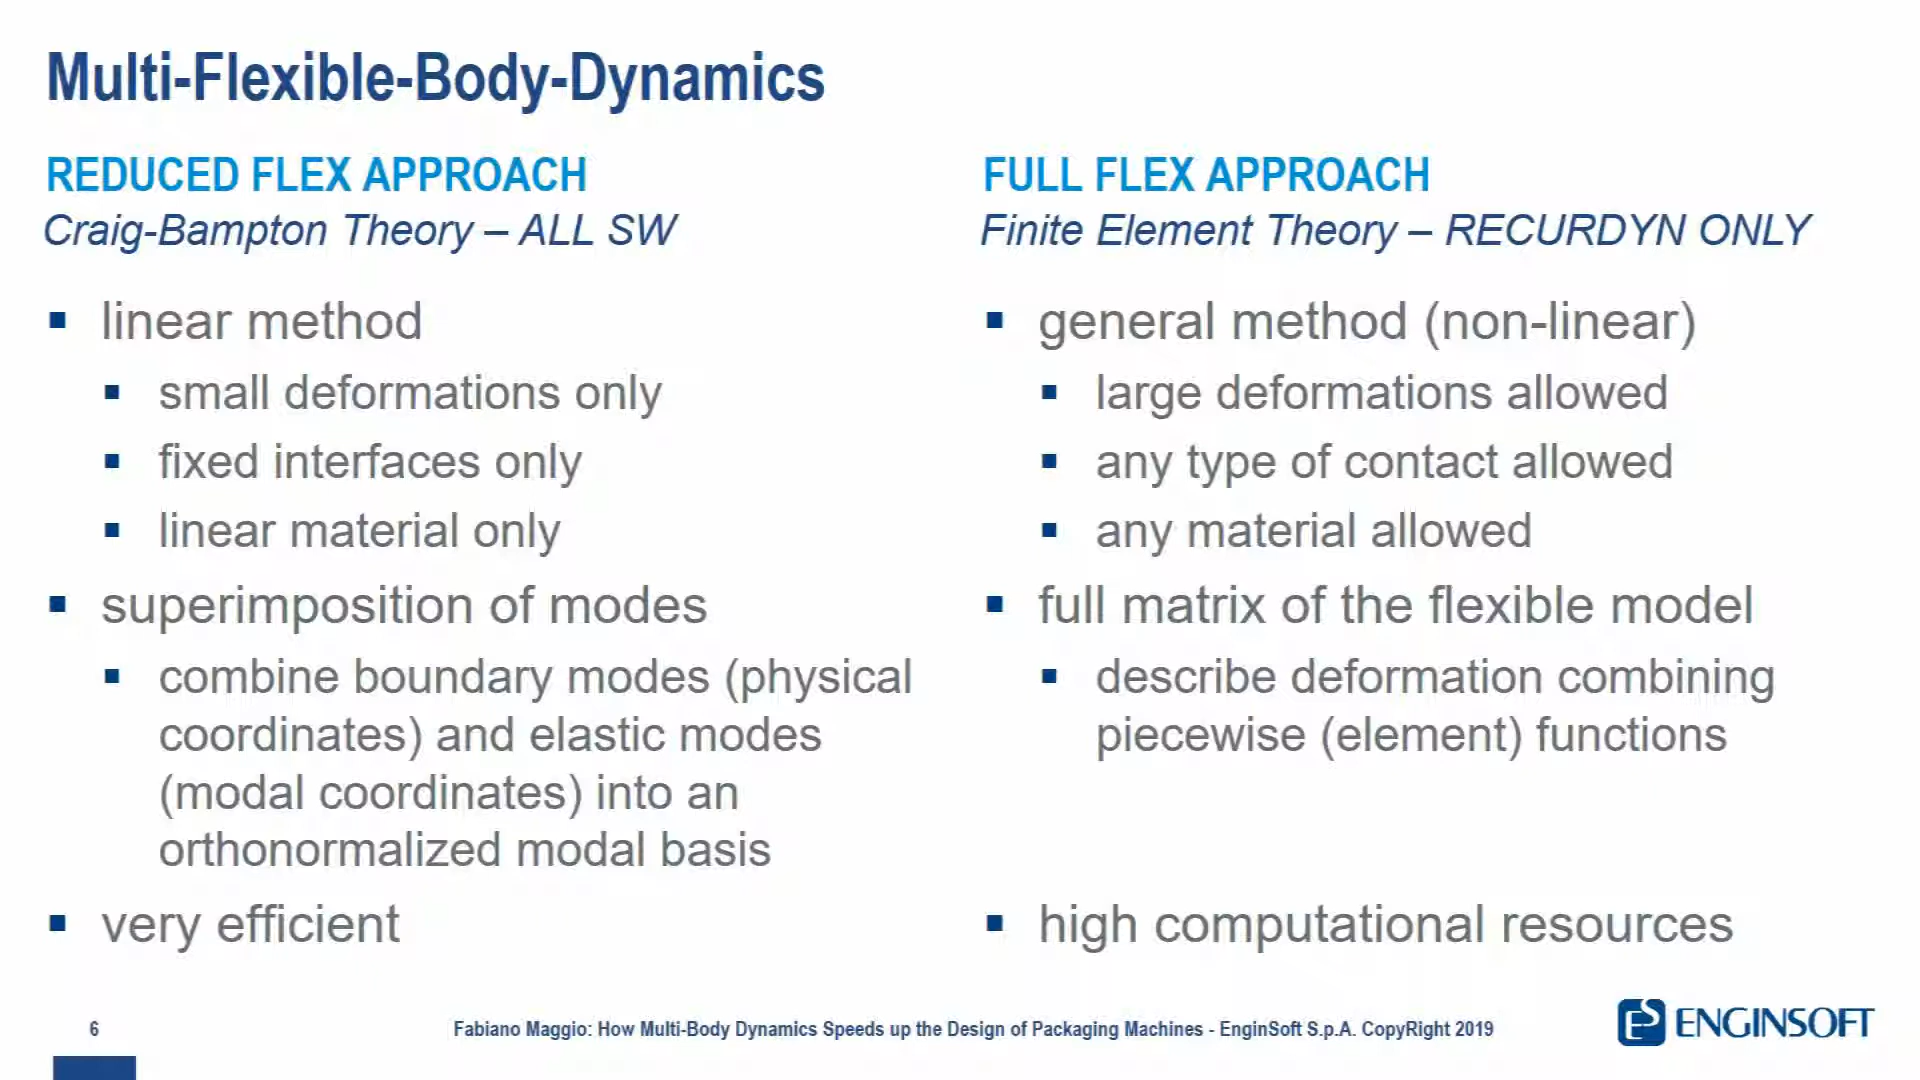 Multi-Flexible-Body-Dynamics
REDUCED FLEX APPROACH
Craig-Bampton Theory – ALL SW
▪ linear method
▪ small deformations only
▪ fixed interfaces only
▪ linear material only
▪ superimposition of modes
▪ combine boundary modes (physical
coordinates) and elastic modes
(modal coordinates) into an
orthonormalized modal basis
▪ very efficient
FULL FLEX APPROACH
Finite Element Theory – RECURDYN ONLY
▪ general method (non-linear)
▪ large deformations allowed
▪ any type of contact allowed
▪ any material allowed
▪ full matrix of the flexible model
▪ describe deformation combining
piecewise (element) functions
▪ high computational resources
6
Fabiano Maggio: How Multi-Body Dynamics Speeds up the Design of Packaging Machines - EnginSoft S.p.A. CopyRight 2019
ES ENGINSOFT